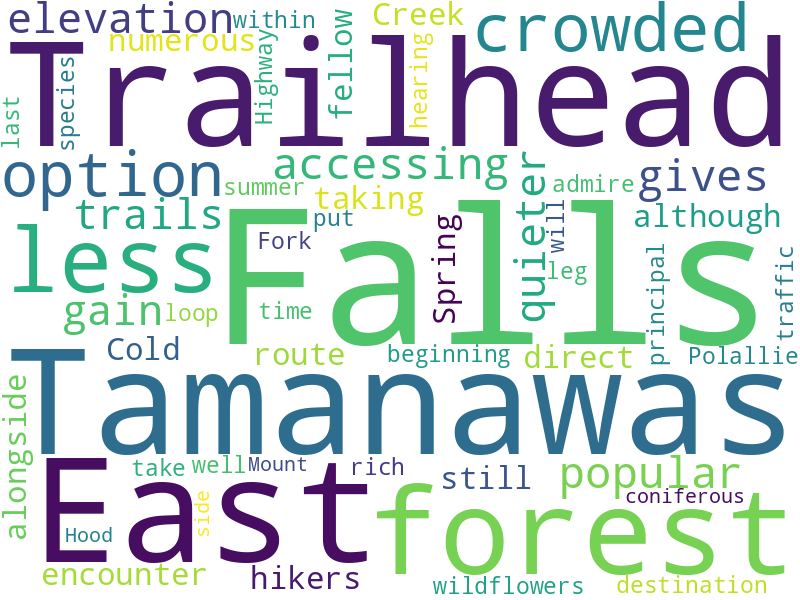 elevation
within
Creek
crowded
numerous
Highway
fellow
hearing
Trailhead
last
species
option
accessing
quieter
gives
summer
admire
trails
taking
put
will
although
less
Falls
Fork
Spring
leg
principal
traffic
gain
loop
time
Cold
route
beginning
direct
Polallie
Tamanawas
alongside
East
take
well
Mount
rich
still
popular
coniferous
forest
Hood
side
encounter
hikers
wildflowers
destination